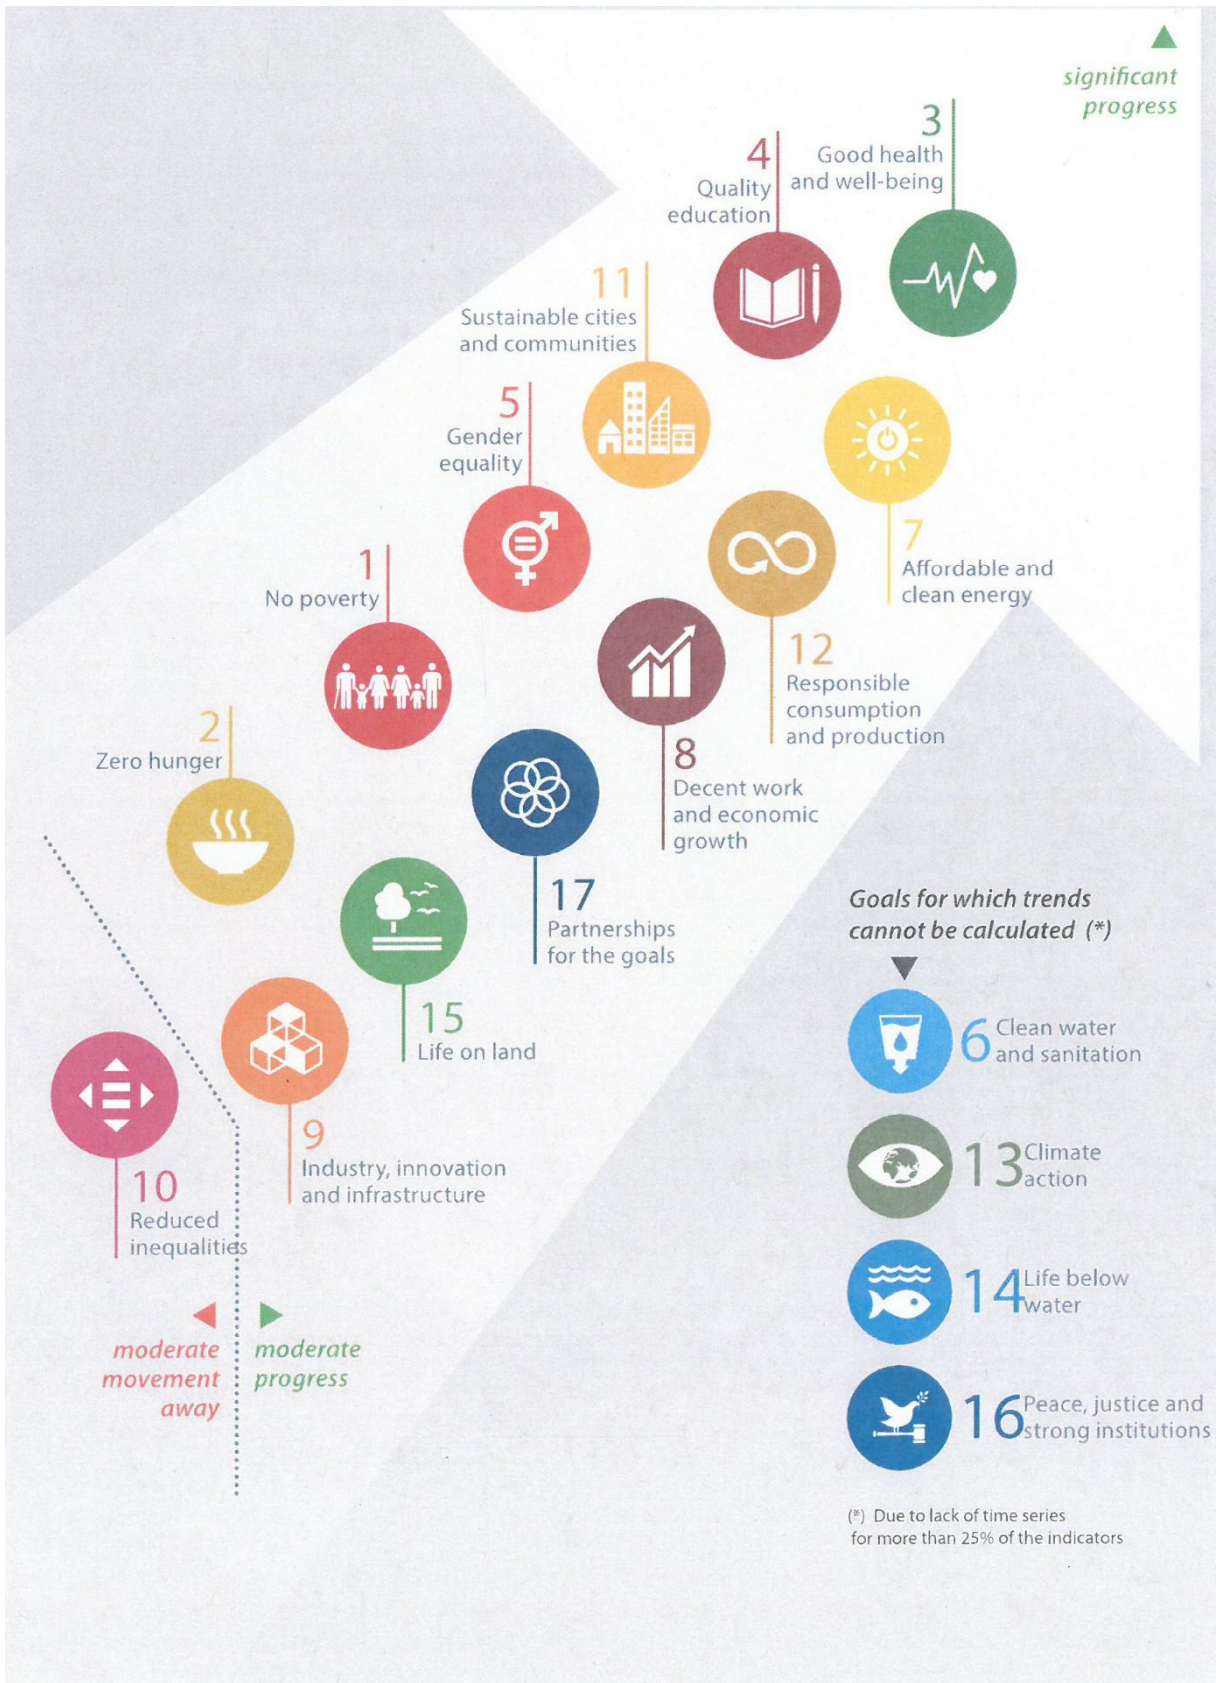 significant
progress
3
Good health
and well-being
4
Quality
education
11
Sustainable cities
and communities
5
Gender
equality
7
Affordable and
clean energy
1
No poverty
12
Responsible
consumption
and production
2
Zero hunger
8
Decent work
and economic
growth
17
Partnerships
for the goals
15
Life on land
9
Industry, innovation
and infrastructure
10
Reduced
inequalities
moderate
movement
away
moderate
progress
Goals for which trends
cannot be calculated (*)
6 Clean water
and sanitation
13 Climate
action
14 Life below
water
16 Peace, justice and
strong institutions
(*) Due to lack of time series
for more than 25% of the indicators